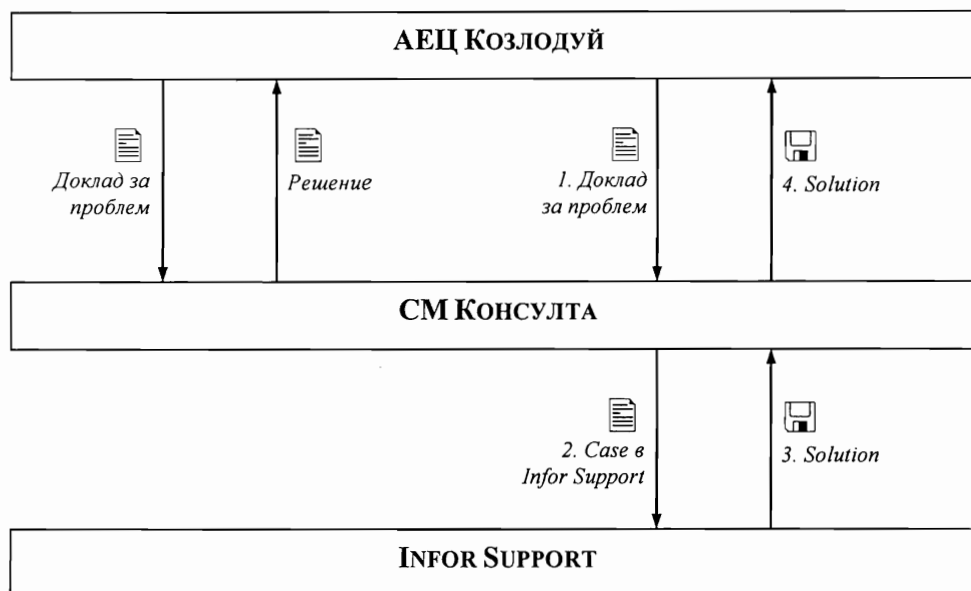 АЕЦ КОЗЛОДУЙ
Доклад за
проблем
Решение
1. Доклад
за проблем
4. Solution
СМ КОНСУЛТА
2. Case в
Infor Support
3. Solution
INFOR SUPPORT